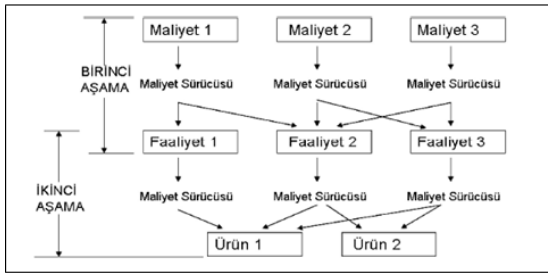 Maliyet 1 Maliyet 2 Maliyet 3
BİRİNCİ
AŞAMA
Maliyet Sürücüsü Maliyet Sürücüsü Maliyet Sürücüsü
Faaliyet 1 Faaliyet 2 Faaliyet 3
İKİNCİ
AŞAMA
Maliyet Sürücüsü Maliyet Sürücüsü Maliyet Sürücüsü
Ürün 1 Ürün 2